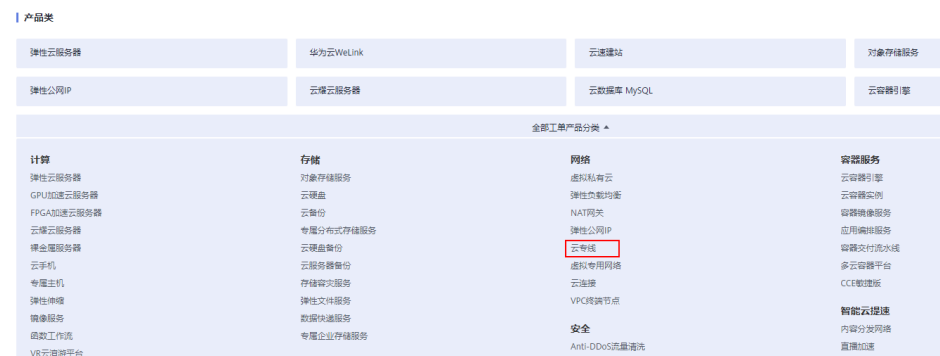 产品类
弹性云服务器
华为云WeLink
云速建站
对象存储服务
弹性公网IP
云耀云服务器
云数据库 MySQL
云容器引擎
全部工单产品分类
计算
弹性云服务器
GPU加速云服务器
FPGA加速云服务器
云耀云服务器
裸金属服务器
云手机
专属主机
弹性伸缩
镜像服务
函数工作流
VR云渲游平台
存储
对象存储服务
云硬盘
云备份
专属分布式存储服务
云硬盘备份
云服务器备份
存储容灾服务
弹性文件服务
数据快递服务
专属企业存储服务
网络
虚拟私有云
弹性负载均衡
NAT网关
弹性公网IP
云专线
虚拟专用网络
云连接
VPC终端节点
安全
Anti-DDoS流量清洗
容器服务
云容器引擎
云容器实例
容器镜像服务
应用编排服务
容器交付流水线
多云容器平台
CCE敏捷版
智能云提速
内容分发网络
直播加速